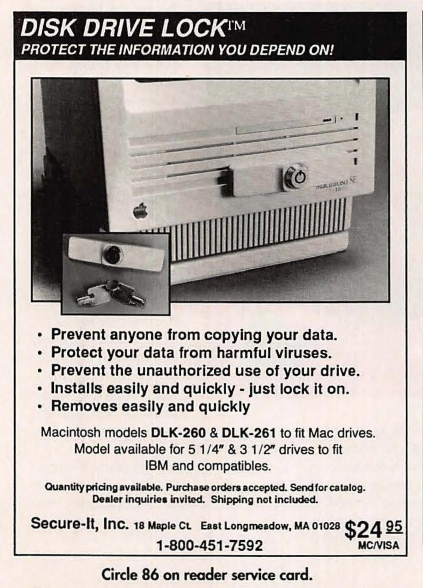 DISK DRIVE LOCK™
PROTECT THE INFORMATION YOU DEPEND ON!
Macintosh SE
• Prevent anyone from copying your data.
• Protect your data from harmful viruses.
• Prevent the unauthorized use of your drive.
• Installs easily and quickly - just lock it on.
• Removes easily and quickly
Macintosh models DLK-260 & DLK-261 to fit Mac drives.
Model available for 5 1/4" & 3 1/2" drives to fit
IBM and compatibles.
Quantity pricing available. Purchase orders accepted. Send for catalog.
Dealer inquiries invited. Shipping not included.
Secure-It, Inc. 18 Maple Ct. East Longmeadow, MA 01028 $24 95
1-800-451-7592 MC/VISA
Circle 86 on reader service card.